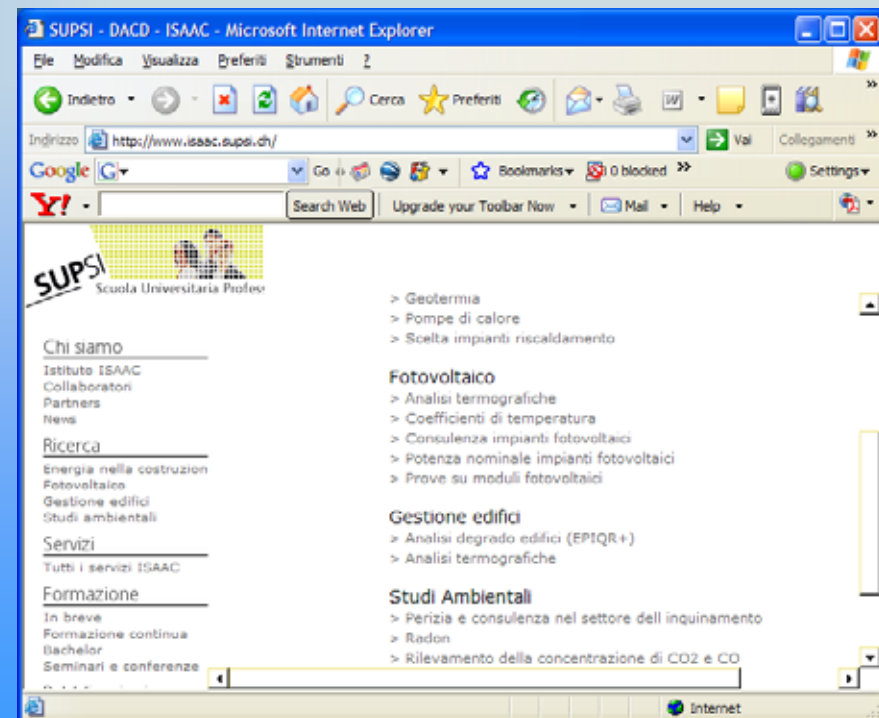 SUPSI - DACD - ISAAC - Microsoft Internet Explorer
File Modifica Visualizza Preferiti Strumenti ?
Indietro Cerca Preferiti
Indirizzo http://www.isaac.supsi.ch/ Vai Collegamenti »
Google G Go Bookmarks 0 blocked » Settings
Y! Search Web Upgrade your Toolbar Now Mail Help
SUPSI
Scuola Universitaria Profes
Chi siamo
Istituto ISAAC
Collaboratori
Partners
News
Ricerca
Energia nella costruzion
Fotovoltaico
Gestione edifici
Studi ambientali
Servizi
Tutti i servizi ISAAC
Formazione
In breve
Formazione continua
Bachelor
Seminari e conferenze
> Geotermia
> Pompe di calore
> Scelta impianti riscaldamento
Fotovoltaico
> Analisi termografiche
> Coefficienti di temperatura
> Consulenza impianti fotovoltaici
> Potenza nominale impianti fotovoltaici
> Prove su moduli fotovoltaici
Gestione edifici
> Analisi degrado edifici (EPIQR+)
> Analisi termografiche
Studi Ambientali
> Perizia e consulenza nel settore dell inquinamento
> Radon
> Rilevamento della concentrazione di CO2 e CO
Internet